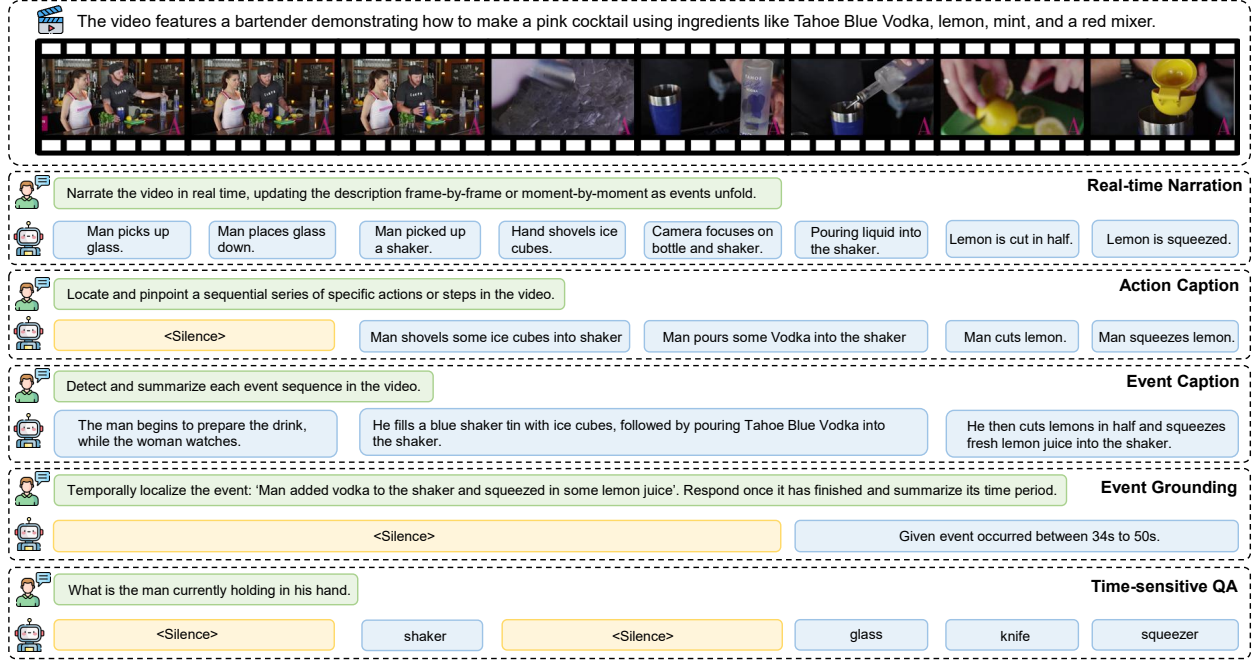 The video features a bartender demonstrating how to make a pink cocktail using ingredients like Tahoe Blue Vodka, lemon, mint, and a red mixer.
A
A
A
A
A
Real-time Narration
Narrate the video in real time, updating the description frame-by-frame or moment-by-moment as events unfold.
Man picks up
glass.
Man places glass
down.
Man picked up
a shaker.
Hand shovels ice
cubes.
Camera focuses on
bottle and shaker.
Pouring liquid into
the shaker.
Lemon is cut in half.
Lemon is squeezed.
Action Caption
Locate and pinpoint a sequential series of specific actions or steps in the video.
<Silence>
Man shovels some ice cubes into shaker
Man pours some Vodka into the shaker
Man cuts lemon.
Man squeezes lemon.
Event Caption
Detect and summarize each event sequence in the video.
The man begins to prepare the drink,
while the woman watches.
He fills a blue shaker tin with ice cubes, followed by pouring Tahoe Blue Vodka into
the shaker.
He then cuts lemons in half and squeezes
fresh lemon juice into the shaker.
Event Grounding
Temporally localize the event: ‘Man added vodka to the shaker and squeezed in some lemon juice’. Respond once it has finished and summarize its time period.
<Silence>
Given event occurred between 34s to 50s.
Time-sensitive QA
What is the man currently holding in his hand.
<Silence>
shaker
<Silence>
glass
knife
squeezer